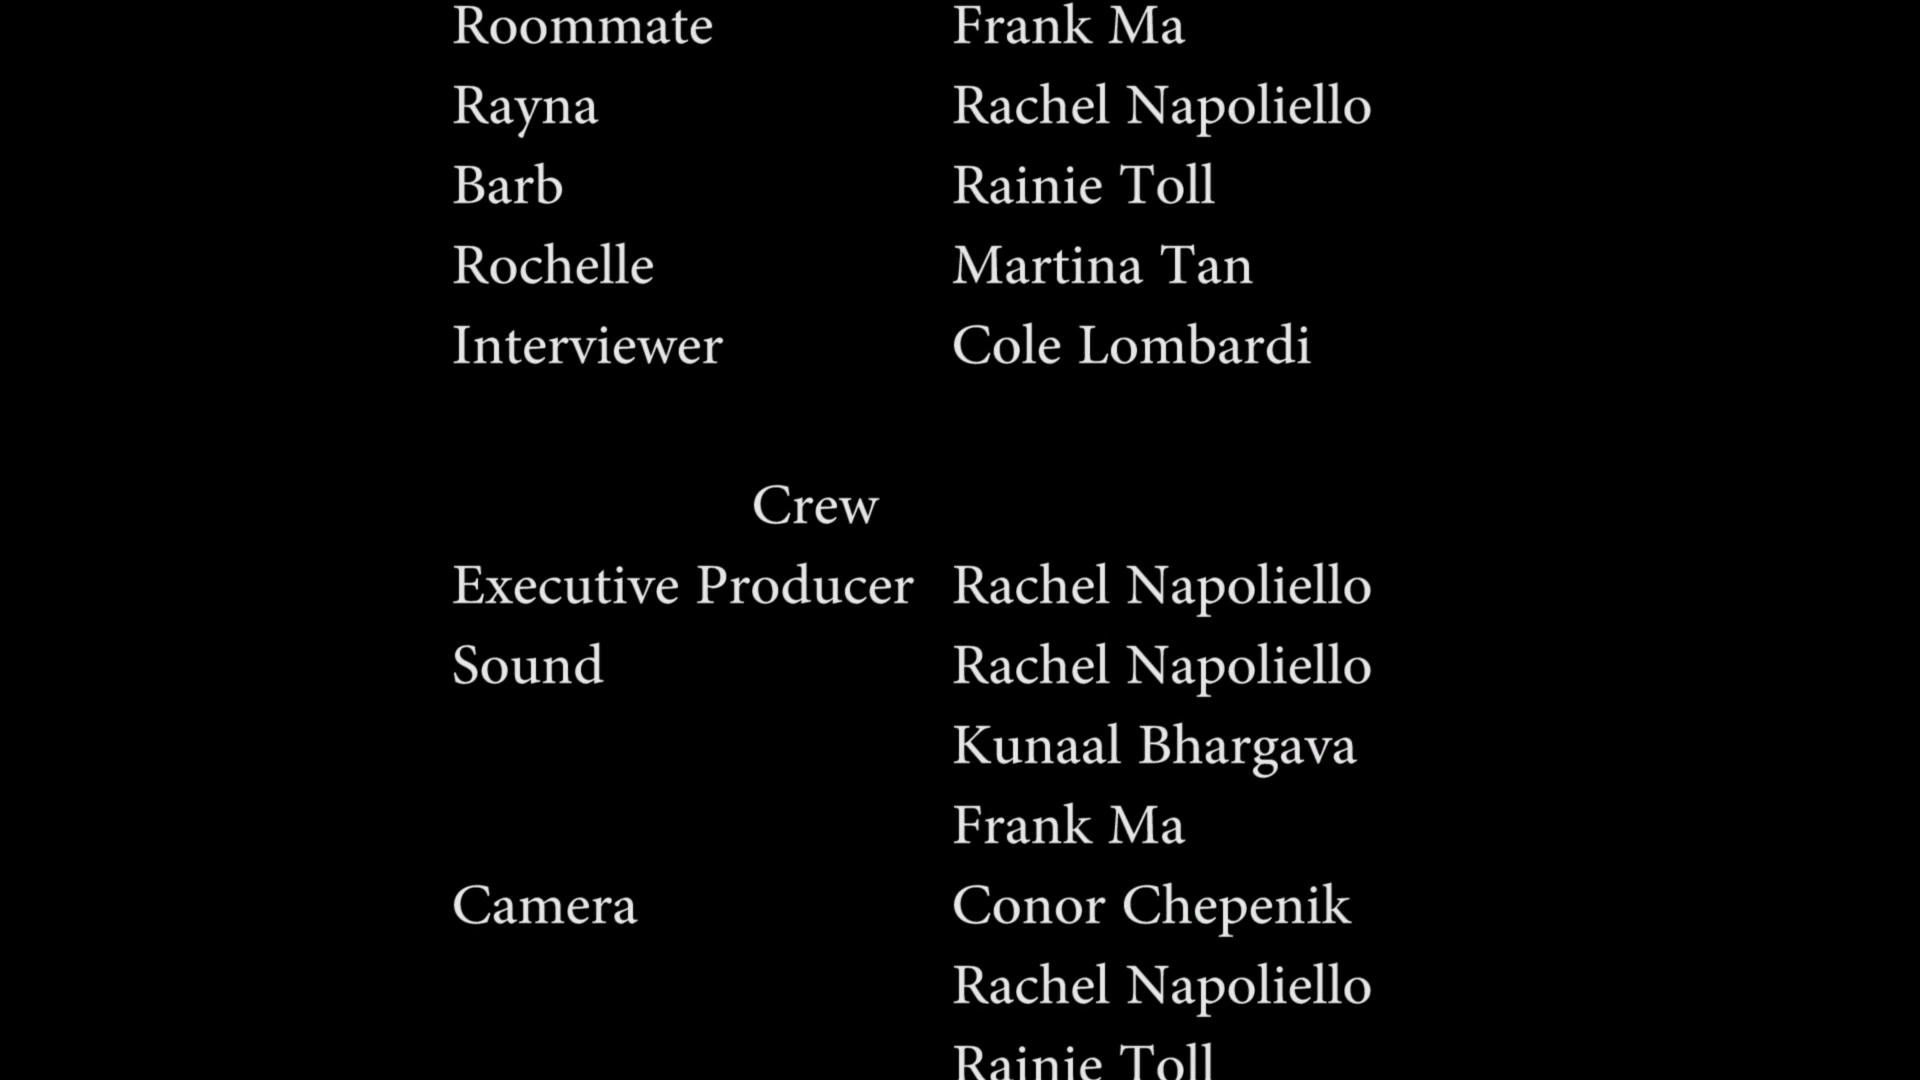 Roommate Frank Ma
Rayna Rachel Napoliello
Barb Rainie Toll
Rochelle Martina Tan
Interviewer Cole Lombardi
Crew
Executive Producer Rachel Napoliello
Sound Rachel Napoliello
Kunaal Bhargava
Frank Ma
Camera Conor Chepenik
Rachel Napoliello
Rainie Toll